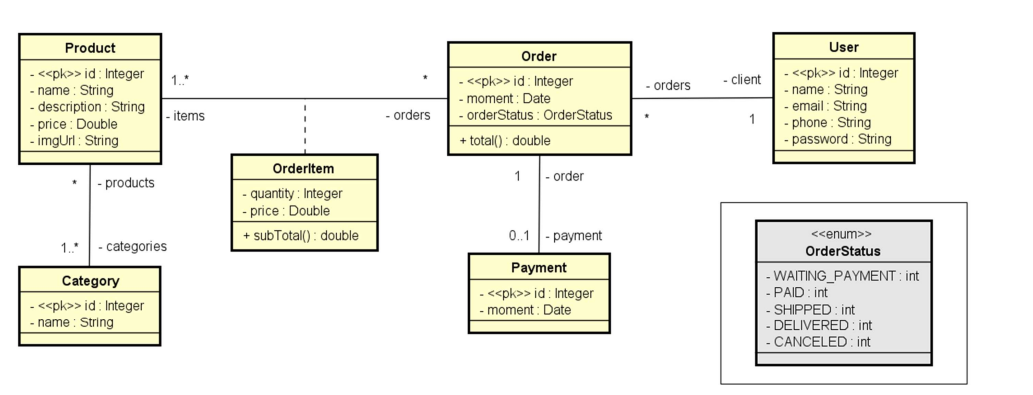 Product
- <<pk>> id : Integer
- name : String
- description : String
- price : Double
- imgUrl : String
1..*
- items
*
- orders
Order
- <<pk>> id : Integer
- moment : Date
- orderStatus : OrderStatus
+ total() : double
- orders
*
- client
1
User
- <<pk>> id : Integer
- name : String
- email : String
- phone : String
- password : String
OrderItem
- quantity : Integer
- price : Double
+ subTotal() : double
* - products
1..* - categories
Category
- <<pk>> id : Integer
- name : String
1 - order
0..1 - payment
Payment
- <<pk>> id : Integer
- moment : Date
<<enum>>
OrderStatus
- WAITING_PAYMENT : int
- PAID : int
- SHIPPED : int
- DELIVERED : int
- CANCELED : int